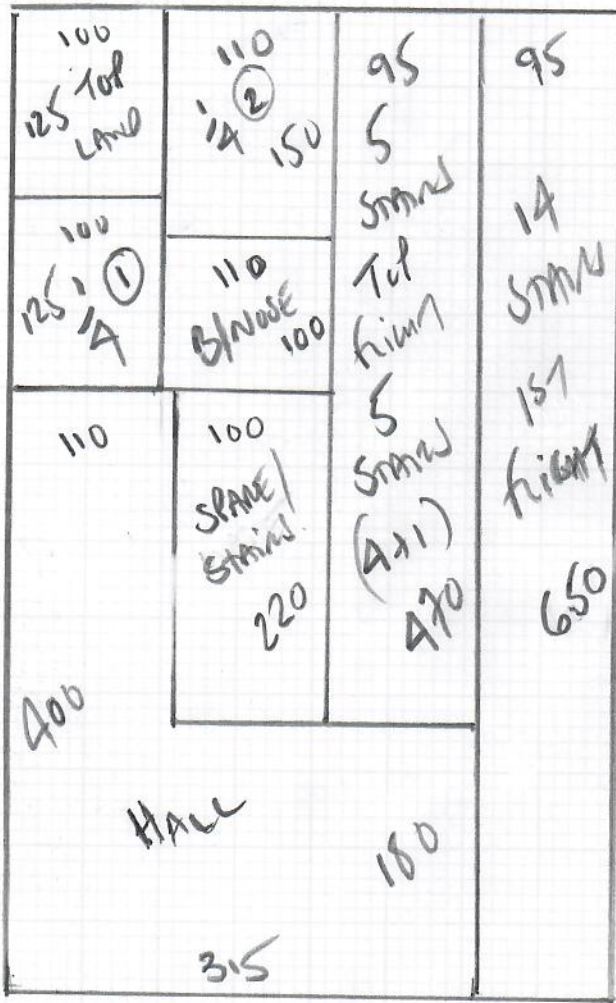 100
125 TOP
LAND
110
1/4 2
150
95
5
STAIRS
TOP
FLIGHT
5
STAIRS
(4+1)
470
95
14
STAIRS
1ST
FLIGHT
650
100
125 1/4 1
110
B/NOSE
100
110
400
HALL
180
315
100
SPARE/
STAIRS.
220